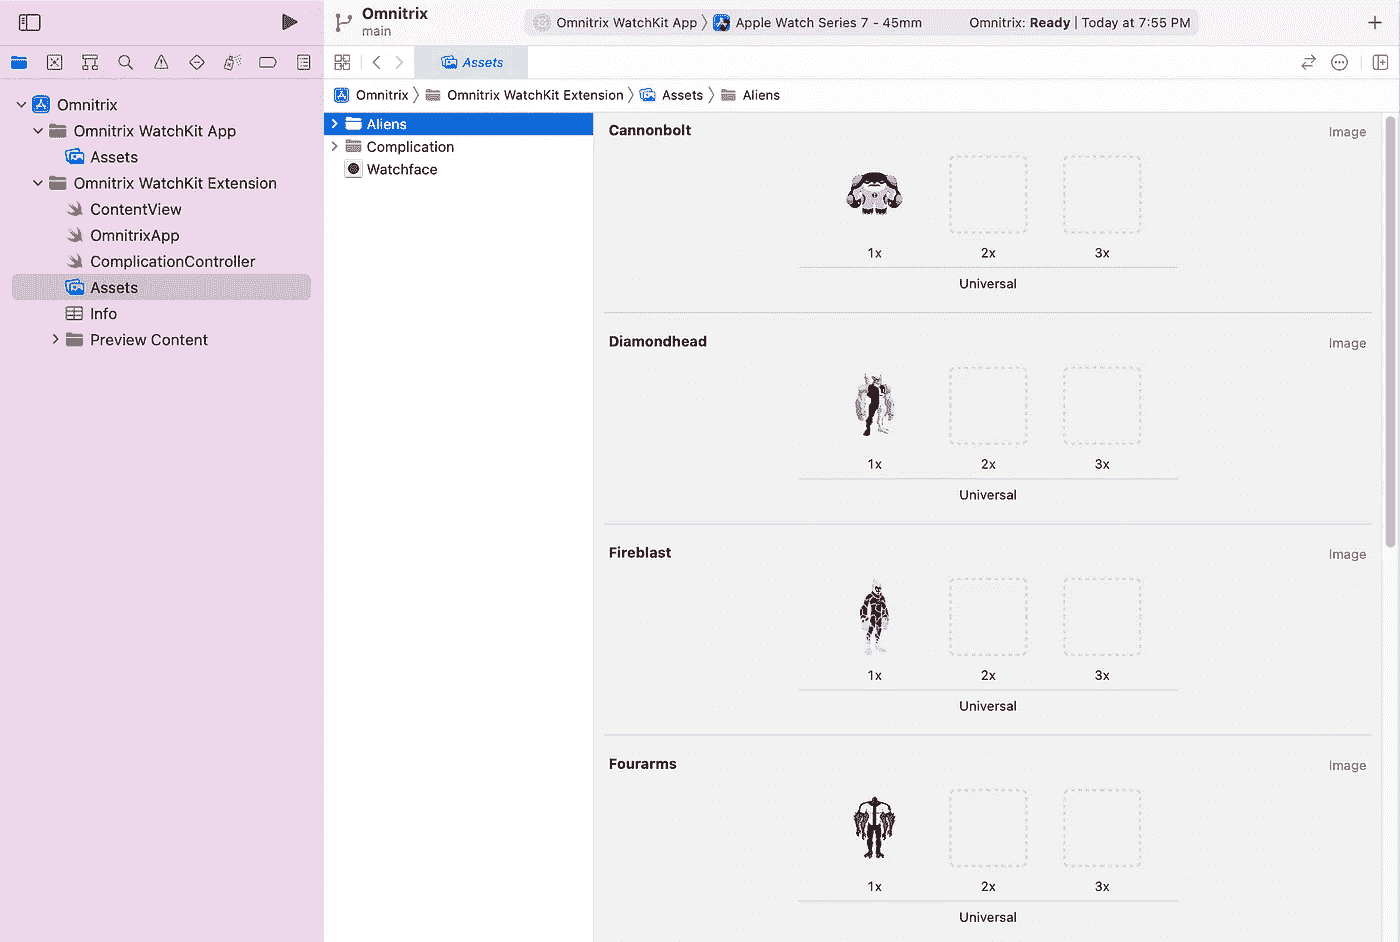 Omnitrix
main
Omnitrix WatchKit App
Apple Watch Series 7 - 45mm
Omnitrix: Ready | Today at 7:55 PM
Assets
Omnitrix
Omnitrix WatchKit Extension
Assets
Aliens
Omnitrix
Omnitrix WatchKit App
Assets
Omnitrix WatchKit Extension
ContentView
OmnitrixApp
ComplicationController
Assets
Info
Preview Content
Aliens
Complication
Watchface
Cannonbolt
Image
1x
2x
3x
Universal
Diamondhead
Image
1x
2x
3x
Universal
Fireblast
Image
1x
2x
3x
Universal
Fourarms
Image
1x
2x
3x
Universal